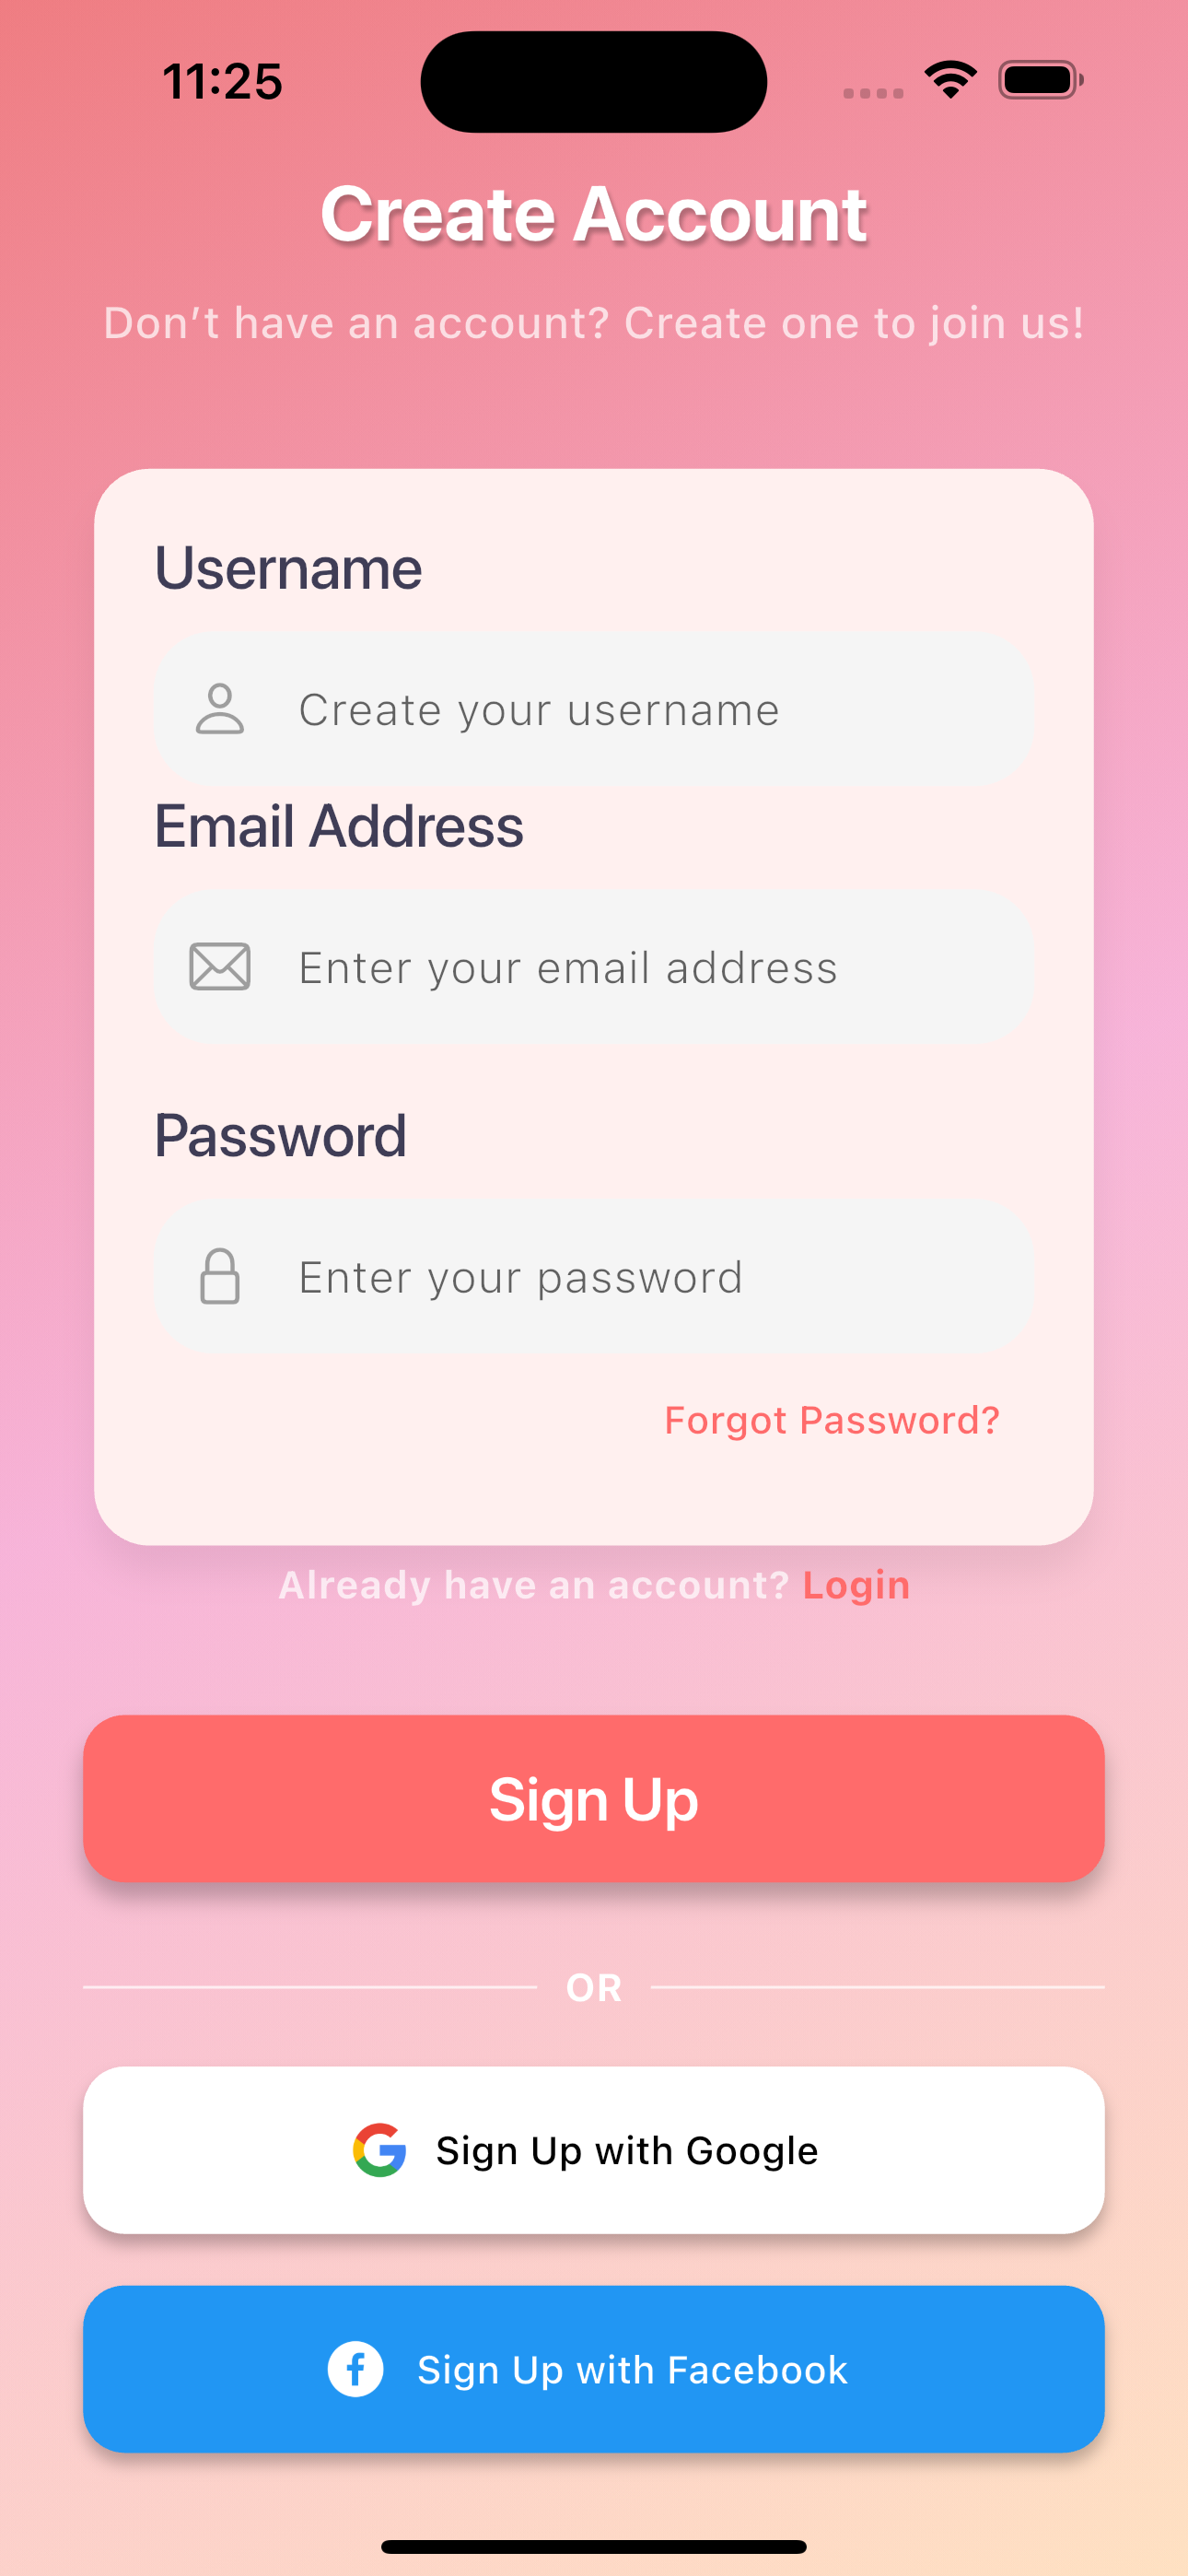 11:25
Create Account
Don’t have an account? Create one to join us!
Username
Create your username
Email Address
Enter your email address
Password
Enter your password
Forgot Password?
Already have an account? Login
Sign Up
OR
Sign Up with Google
Sign Up with Facebook